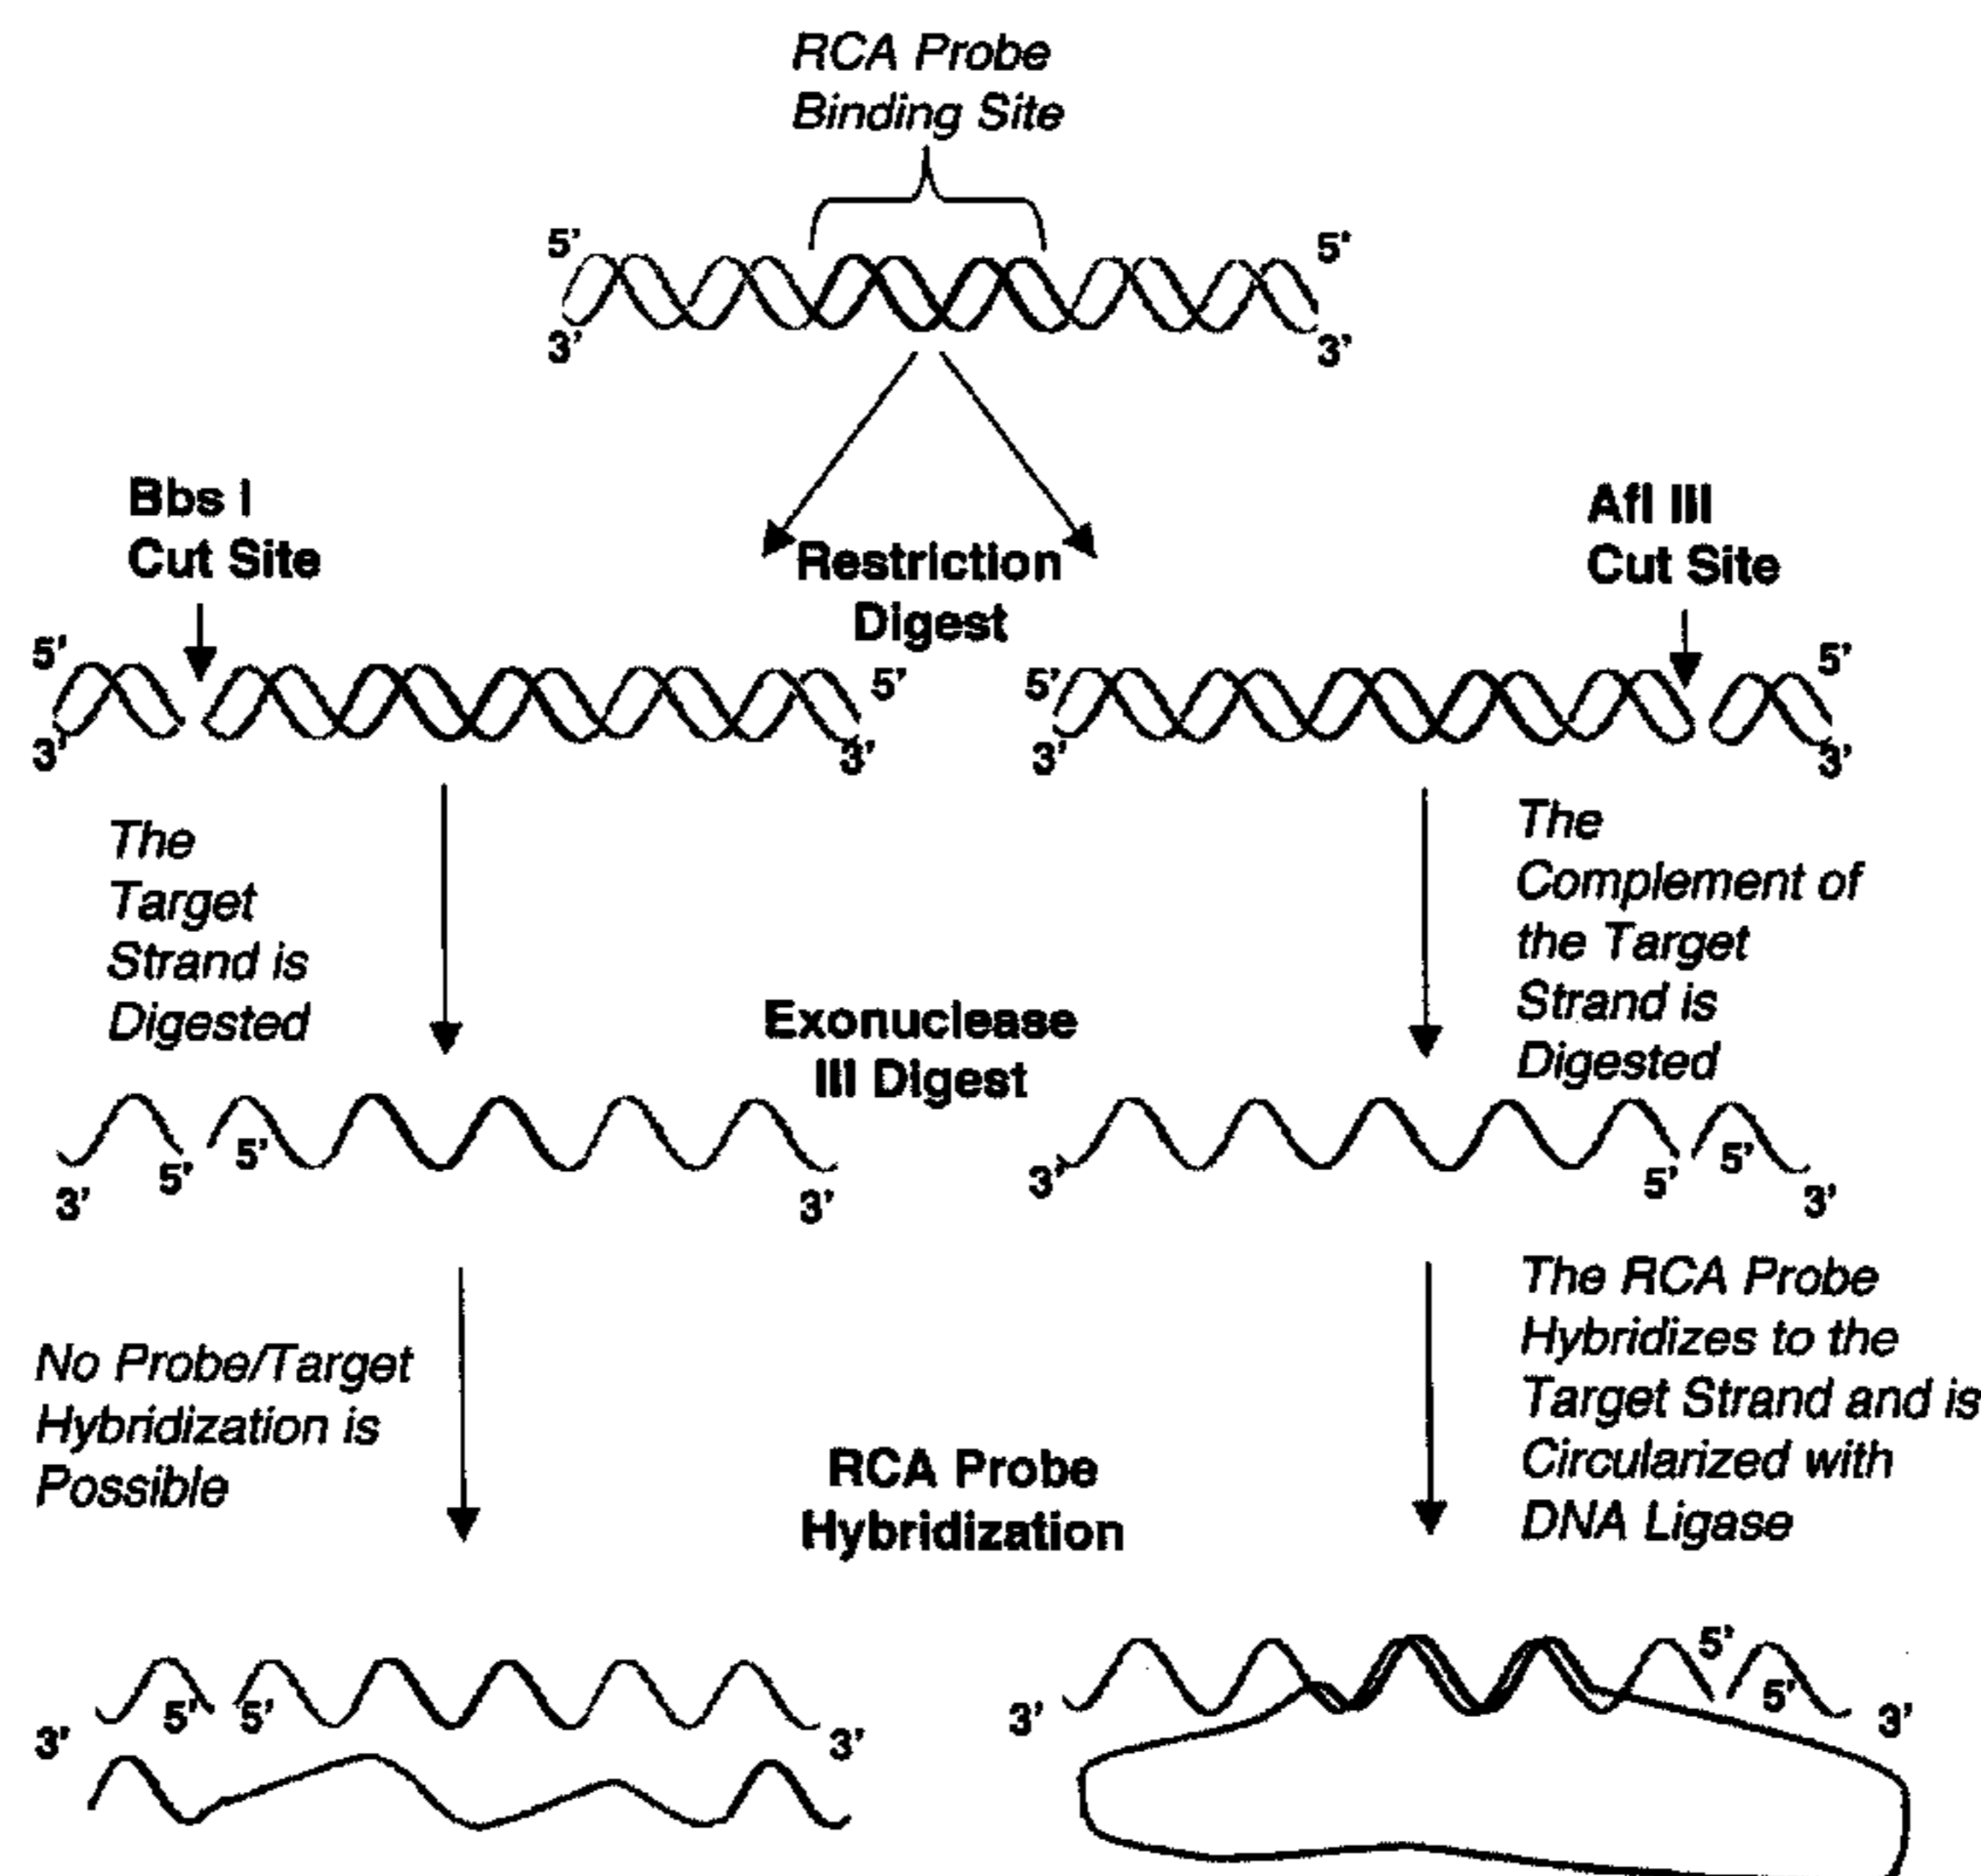 RCA Probe
Binding Site
5' 5'
3' 3'
Bbs I
Cut Site
Afl III
Cut Site
Restriction
Digest
5' 5' 5' 5'
3' 3' 3' 3'
The
Target
Strand is
Digested
The
Complement of
the Target
Strand is
Digested
Exonuclease
III Digest
5' 5' 5' 5'
3' 3' 3' 3'
No Probe/Target
Hybridization is
Possible
The RCA Probe
Hybridizes to the
Target Strand and is
Circularized with
DNA Ligase
RCA Probe
Hybridization
5' 5' 5' 5'
3' 3' 3' 3'